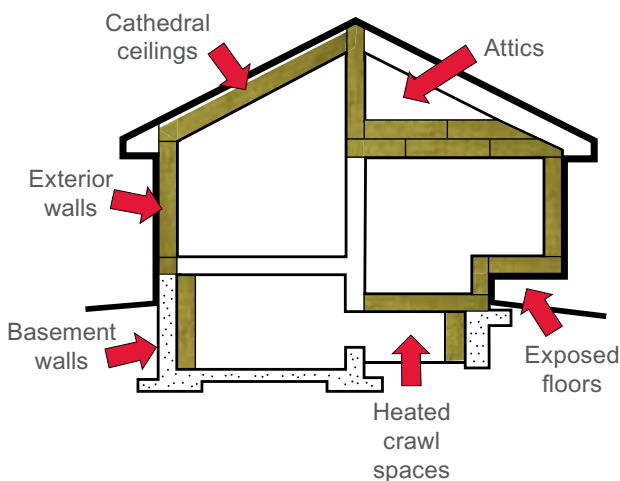 Cathedral
ceilings
Attics
Exterior
walls
Basement
walls
Exposed
floors
Heated
crawl
spaces